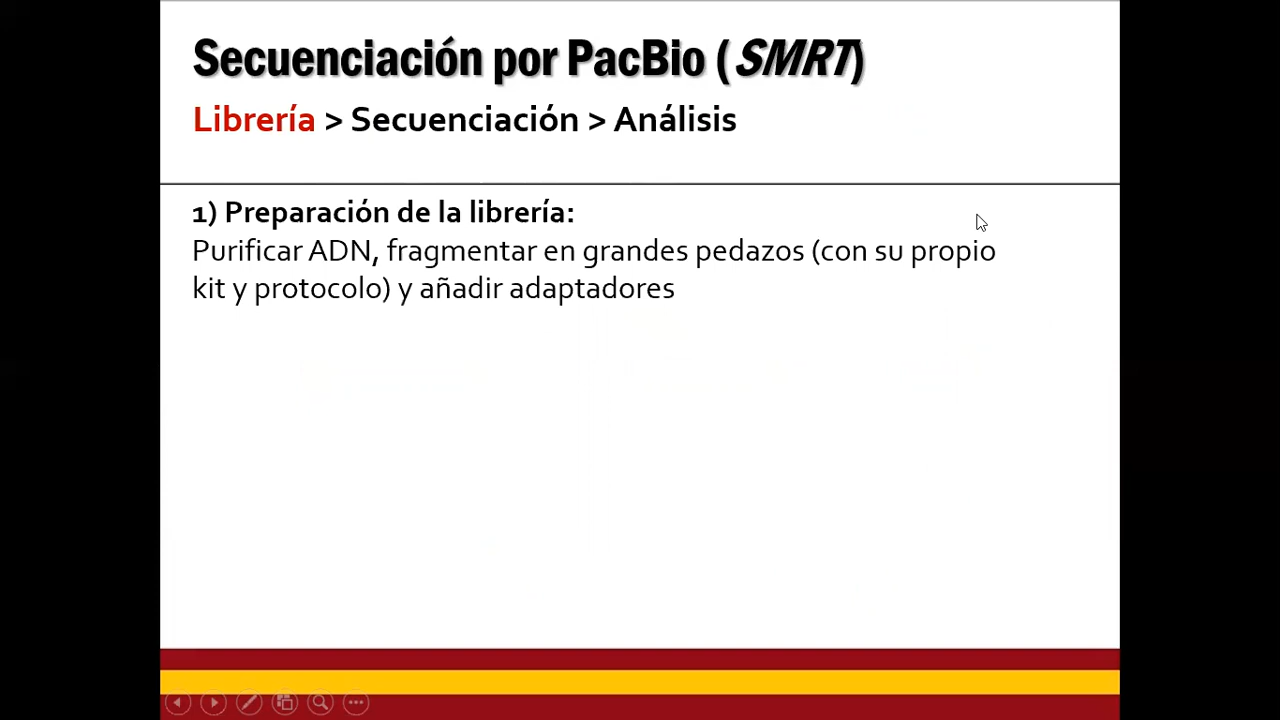 Secuenciación por PacBio (SMRT)
Librería > Secuenciación > Análisis
1) Preparación de la librería:
Purificar ADN, fragmentar en grandes pedazos (con su propio
kit y protocolo) y añadir adaptadores